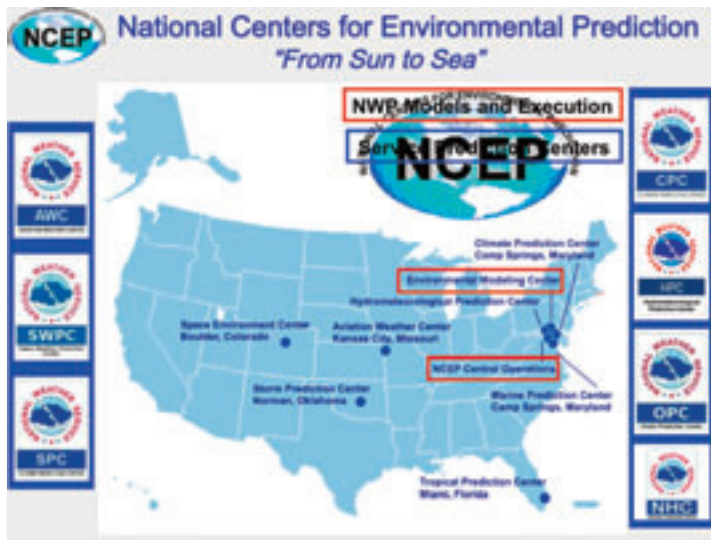 NCEP
National Centers for Environmental Prediction
"From Sun to Sea"
NWP Models and Execution
Service Prediction Centers
NCEP
AWC
SWPC
SPC
CPC
HPC
OPC
NHC
Climate Prediction Center
Camp Springs, Maryland
Environmental Modeling Center
Hydrometeorological Prediction Center
Space Environment Center
Boulder, Colorado
Aviation Weather Center
Kansas City, Missouri
NCEP Central Operations
Storm Prediction Center
Norman, Oklahoma
Marine Prediction Center
Camp Springs, Maryland
Tropical Prediction Center
Miami, Florida